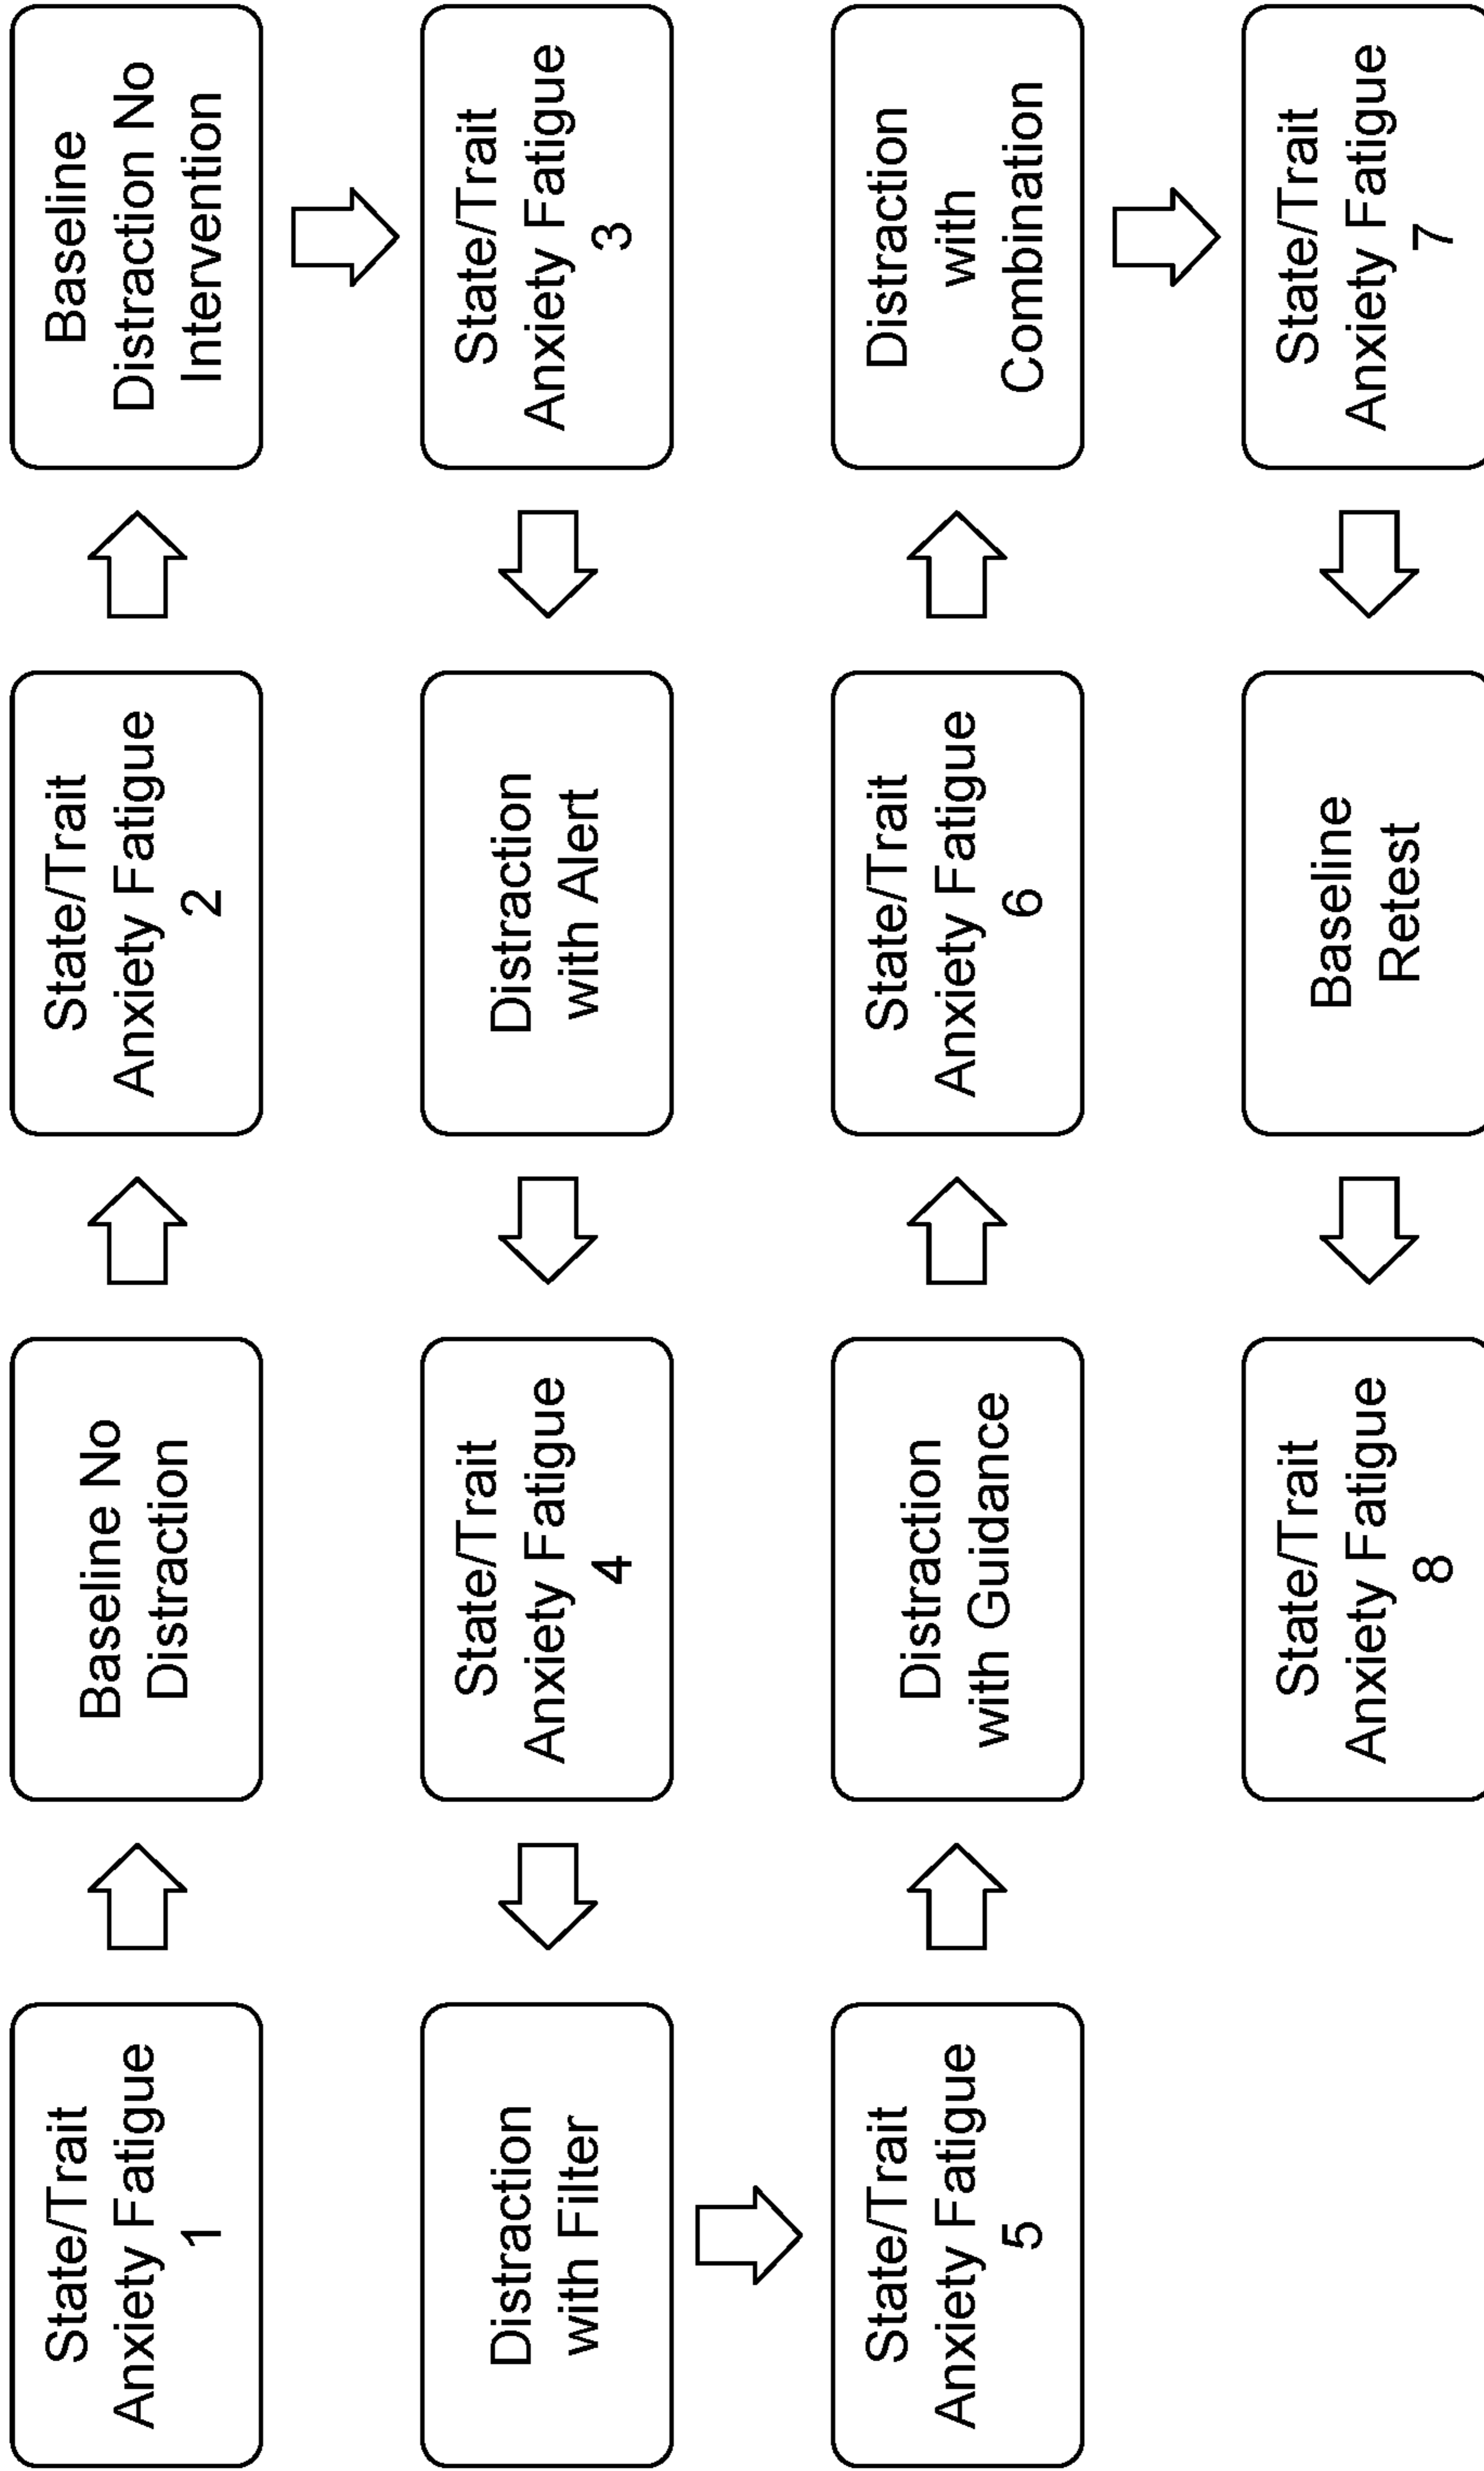 State/Trait
Anxiety Fatigue
1
Baseline No
Distraction
State/Trait
Anxiety Fatigue
2
Baseline
Distraction No
Intervention
State/Trait
Anxiety Fatigue
3
Distraction
with Alert
State/Trait
Anxiety Fatigue
4
Distraction
with Filter
State/Trait
Anxiety Fatigue
5
Distraction
with Guidance
State/Trait
Anxiety Fatigue
6
Distraction
with
Combination
State/Trait
Anxiety Fatigue
7
Baseline
Retest
State/Trait
Anxiety Fatigue
8